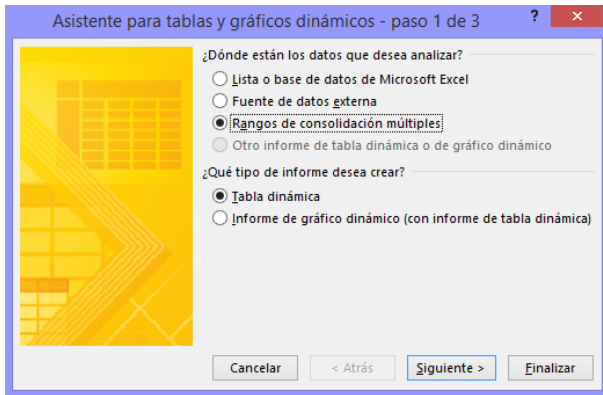 Asistente para tablas y gráficos dinámicos - paso 1 de 3 ? ×
¿Dónde están los datos que desea analizar?
Lista o base de datos de Microsoft Excel
Fuente de datos externa
Rangos de consolidación múltiples
Otro informe de tabla dinámica o de gráfico dinámico
¿Qué tipo de informe desea crear?
Tabla dinámica
Informe de gráfico dinámico (con informe de tabla dinámica)
Cancelar < Atrás Siguiente > Finalizar